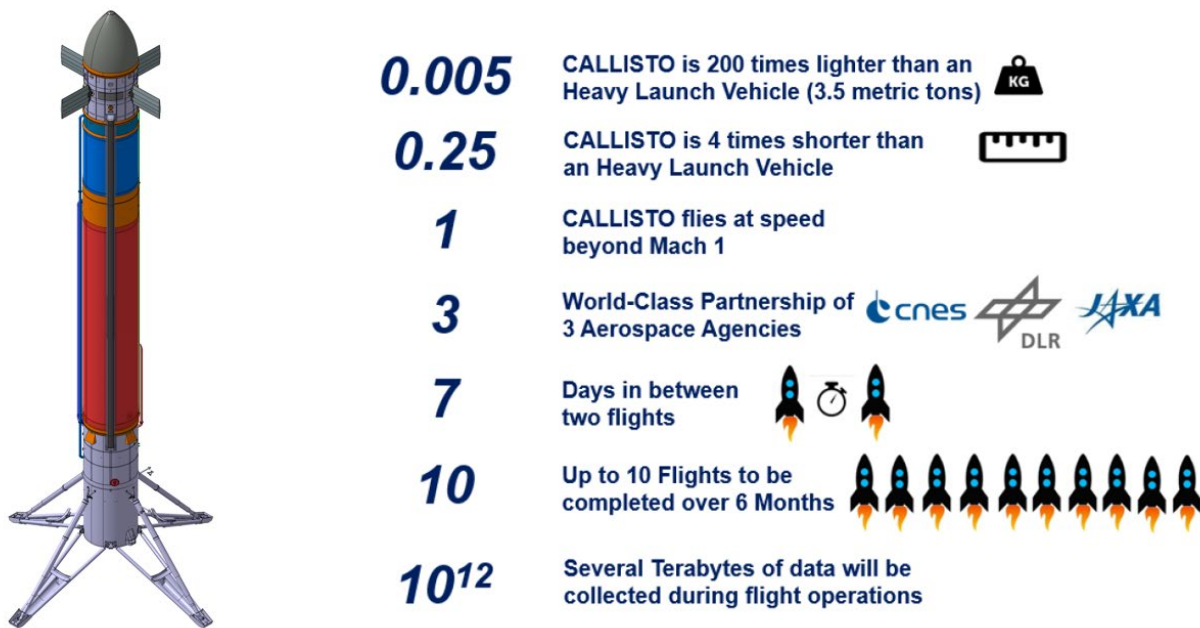 0.005
CALLISTO is 200 times lighter than an
Heavy Launch Vehicle (3.5 metric tons)
KG
0.25
CALLISTO is 4 times shorter than
an Heavy Launch Vehicle
1
CALLISTO flies at speed
beyond Mach 1
3
World-Class Partnership of
3 Aerospace Agencies
cnes
DLR
JAXA
7
Days in between
two flights
10
Up to 10 Flights to be
completed over 6 Months
10¹²
Several Terabytes of data will be
collected during flight operations